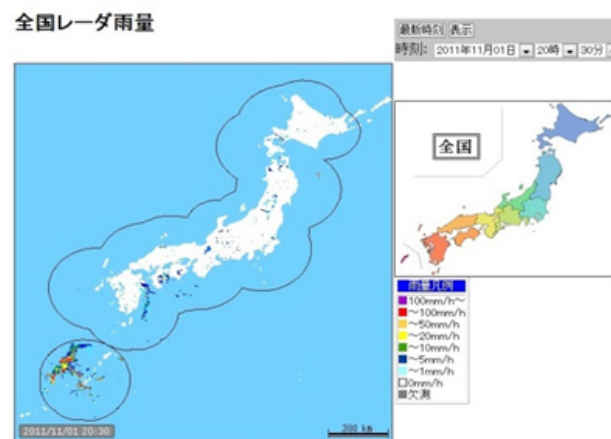 全国レーダ雨量
最新時刻 表示
時刻: 2011年11月01日 20時 30分
全国
雨量凡例
100mm/h～
～100mm/h
～50mm/h
～20mm/h
～10mm/h
～5mm/h
～1mm/h
0mm/h
欠測
2011/11/01 20:30
300 km